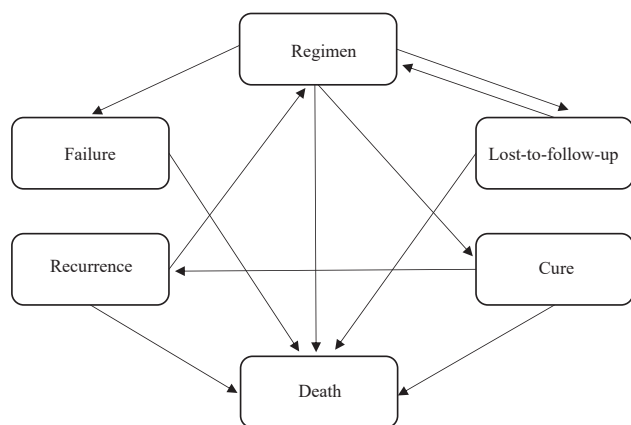 Regimen
Failure
Lost-to-follow-up
Recurrence
Cure
Death